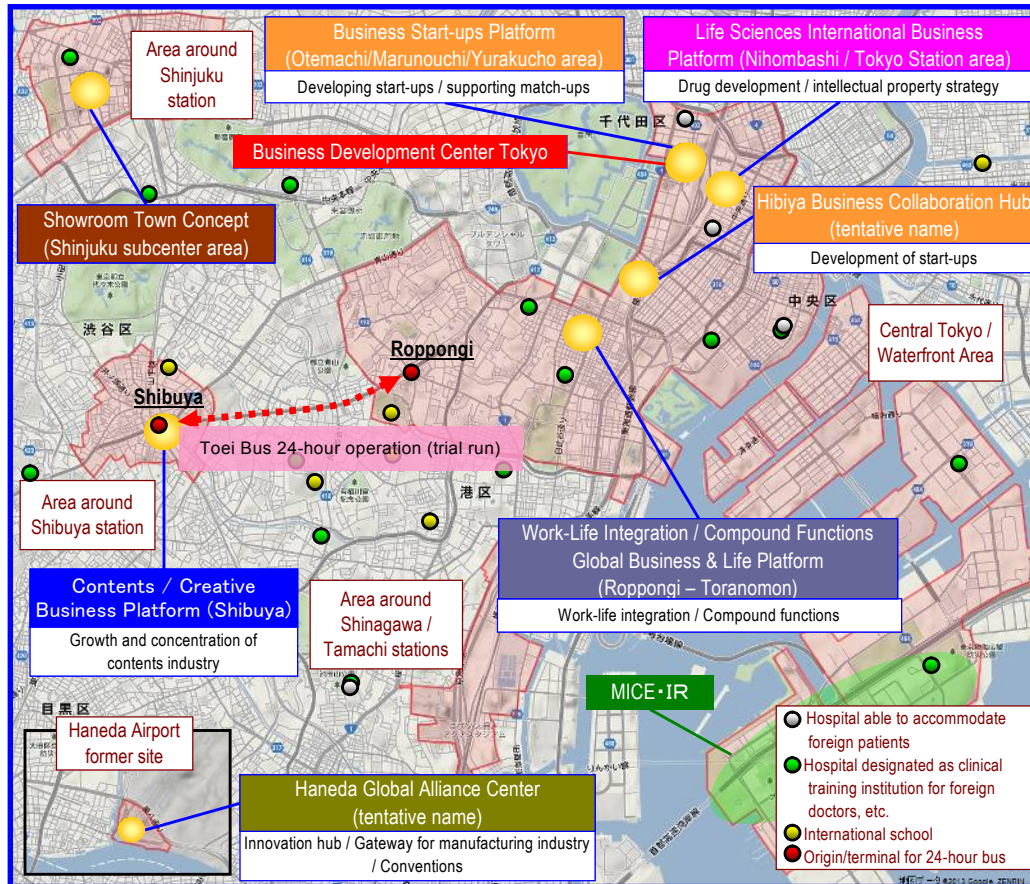 Area around
Shinjuku
station
Business Start-ups Platform
(Otemachi/Marunouchi/Yurakucho area)
Developing start-ups / supporting match-ups
Life Sciences International Business
Platform (Nihombashi / Tokyo Station area)
Drug development / intellectual property strategy
千代田区
Business Development Center Tokyo
Showroom Town Concept
(Shinjuku subcenter area)
Hibiya Business Collaboration Hub
(tentative name)
Development of start-ups
中央区
渋谷区
Central Tokyo /
Waterfront Area
Roppongi
Shibuya
Toei Bus 24-hour operation (trial run)
港区
Area around
Shibuya station
Work-Life Integration / Compound Functions
Global Business & Life Platform
(Roppongi – Toranomon)
Work-life integration / Compound functions
Contents / Creative
Business Platform (Shibuya)
Growth and concentration of
contents industry
Area around
Shinagawa /
Tamachi stations
MICE・IR
目黒区
Haneda Airport
former site
Haneda Global Alliance Center
(tentative name)
Innovation hub / Gateway for manufacturing industry
/ Conventions
Hospital able to accommodate
foreign patients
Hospital designated as clinical
training institution for foreign
doctors, etc.
International school
Origin/terminal for 24-hour bus
地図データ ©2013 Google, ZENRIN